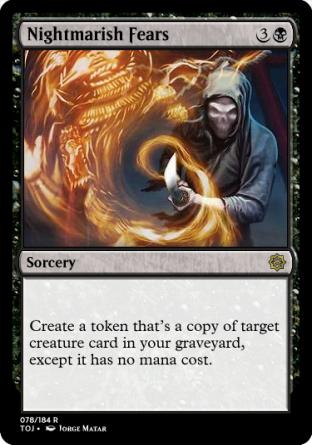 Nightmarish Fears 3
Sorcery
Create a token that's a copy of target
creature card in your graveyard,
except it has no mana cost.
078/184 R
TOJ • Jorge Matar